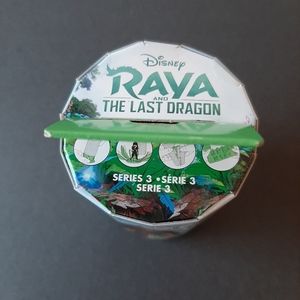 Disney
RAYA
AND
THE LAST DRAGON
SERIES 3 • SÉRIE 3
SERIE 3